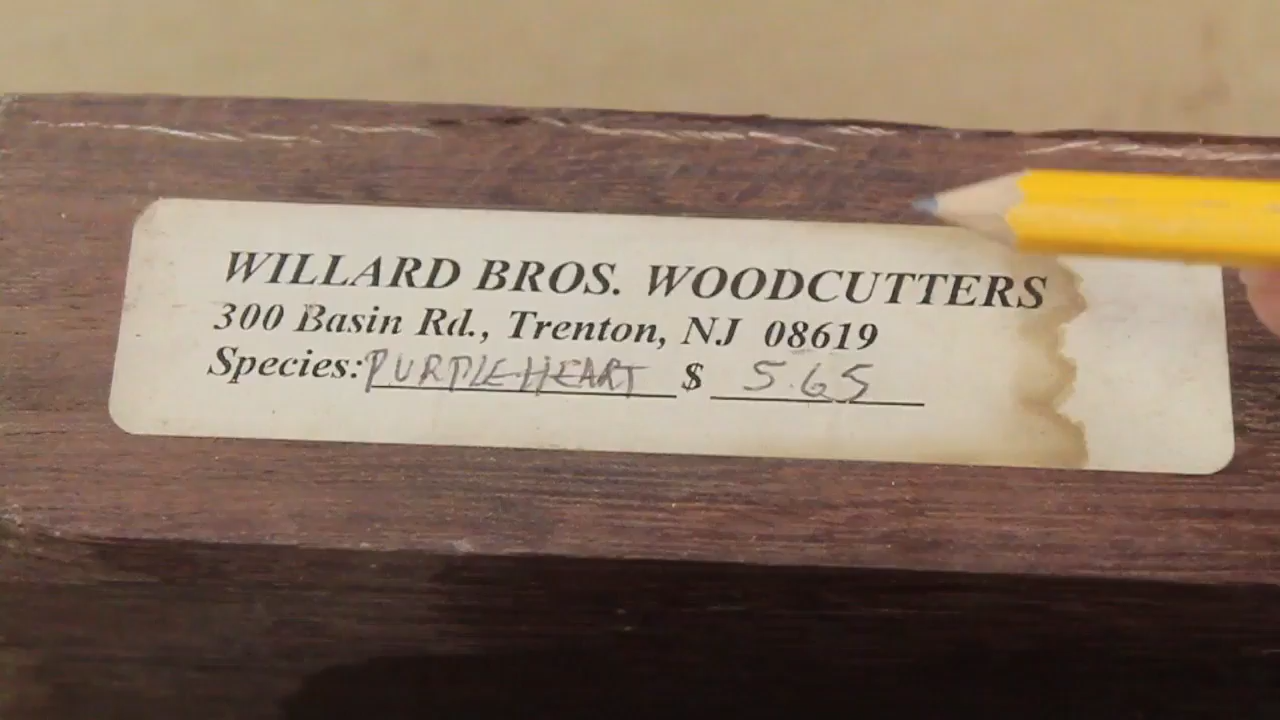 WILLARD BROS. WOODCUTTERS
300 Basin Rd., Trenton, NJ 08619
Species: PURPLEHEART $ 5.65